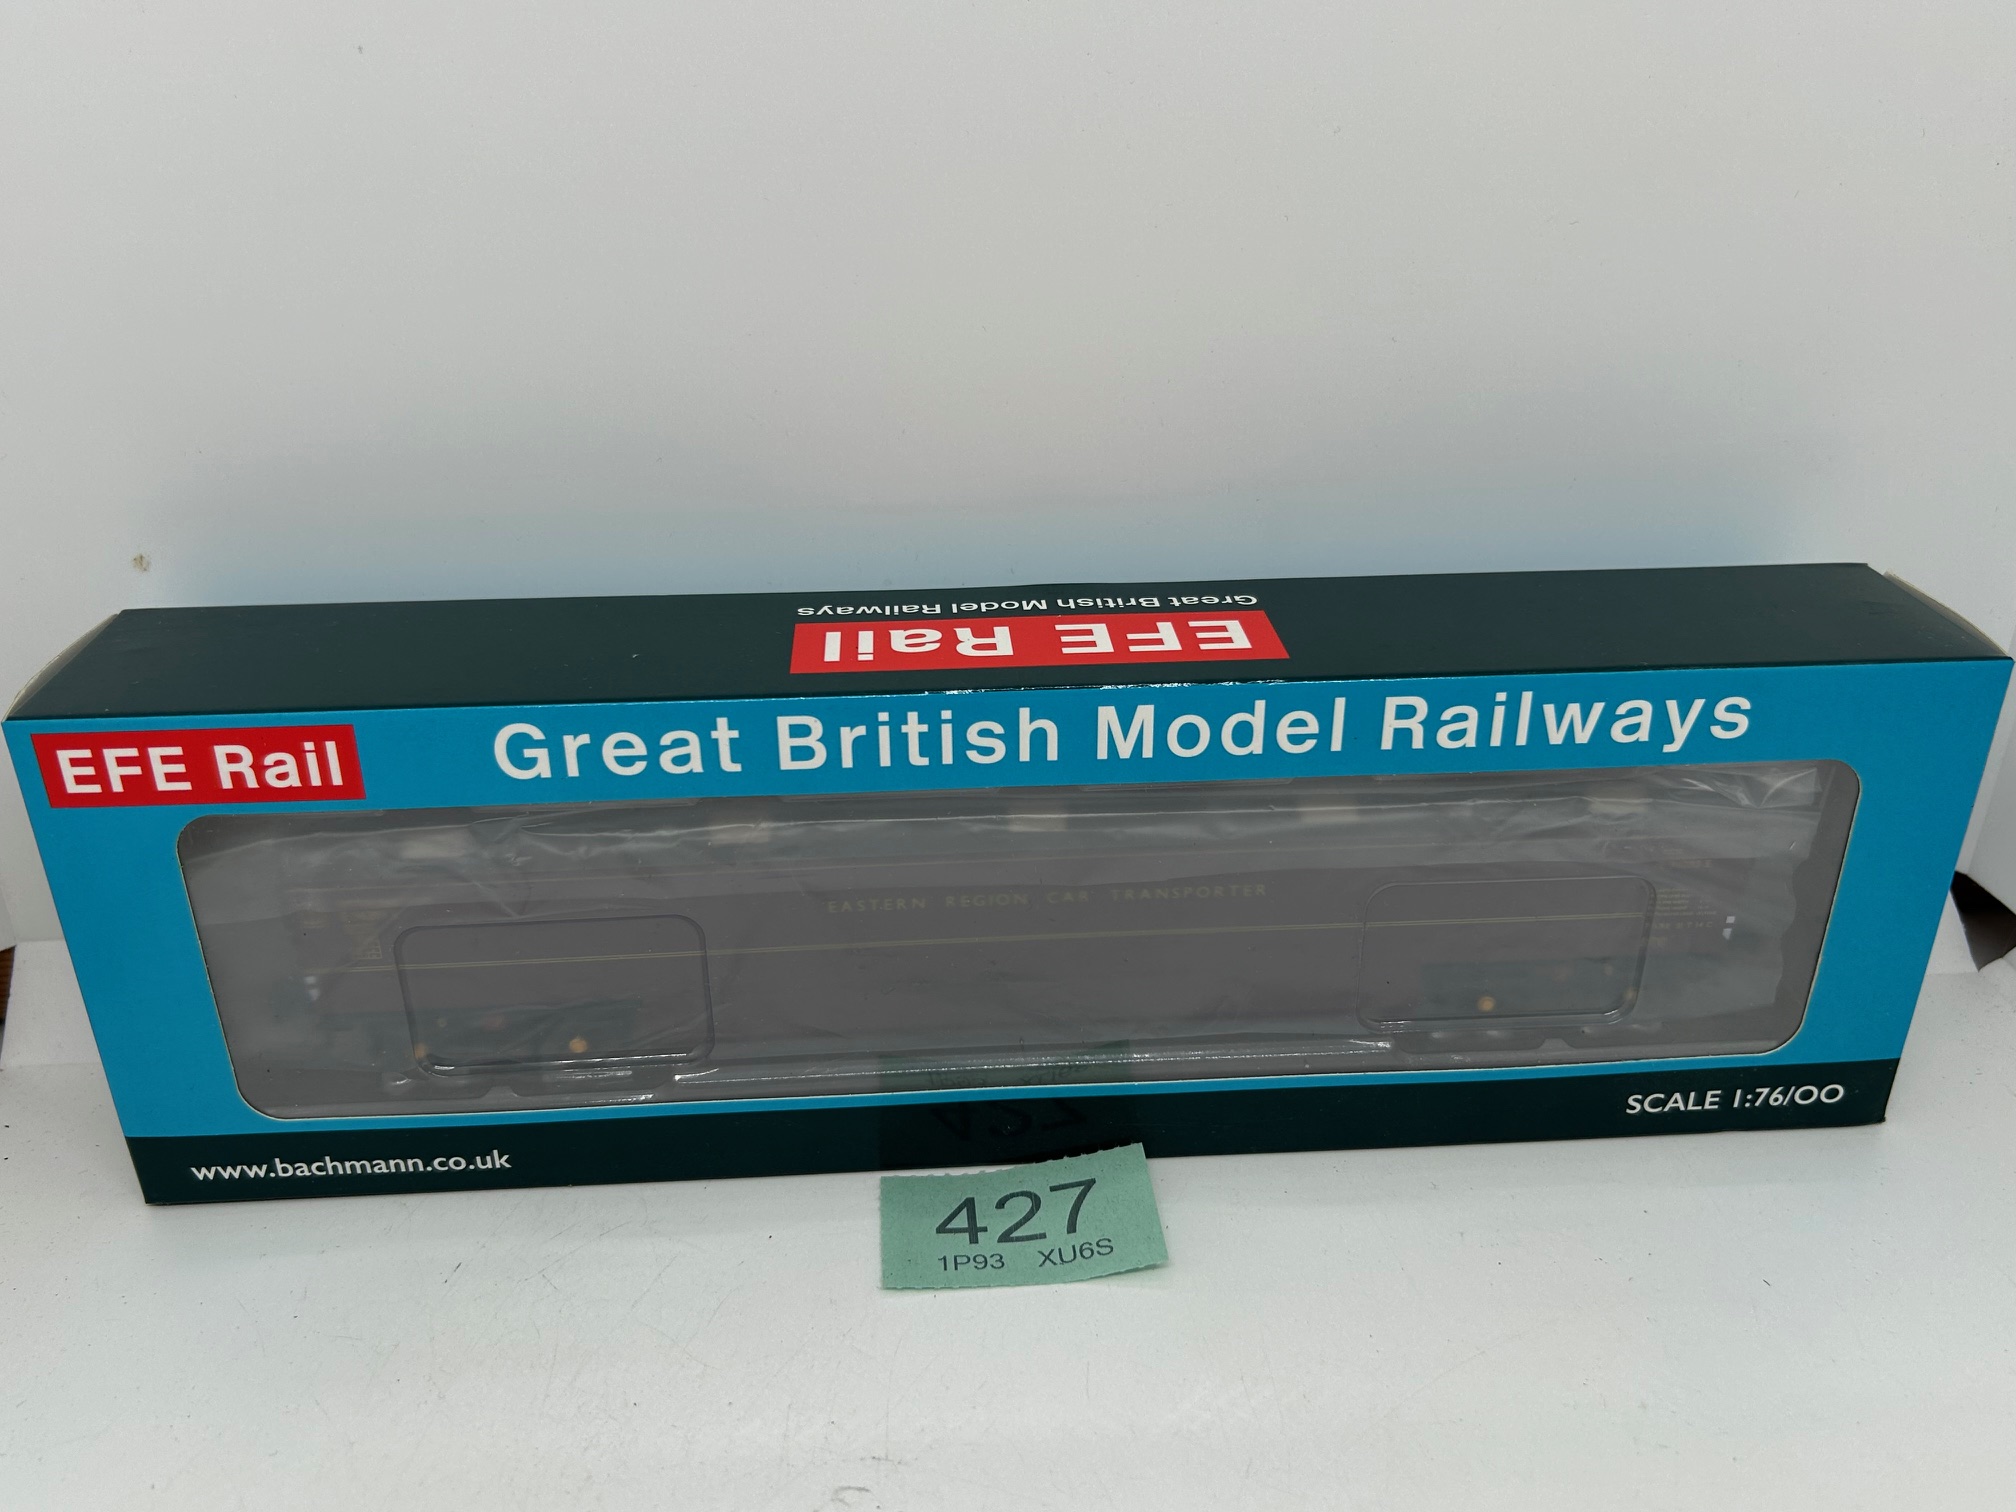 Great British Model Railways
EFE Rail
EFE Rail
Great British Model Railways
EASTERN REGION CAR TRANSPORTER
SCALE 1:76/OO
www.bachmann.co.uk
427
427
1P93 XU6S